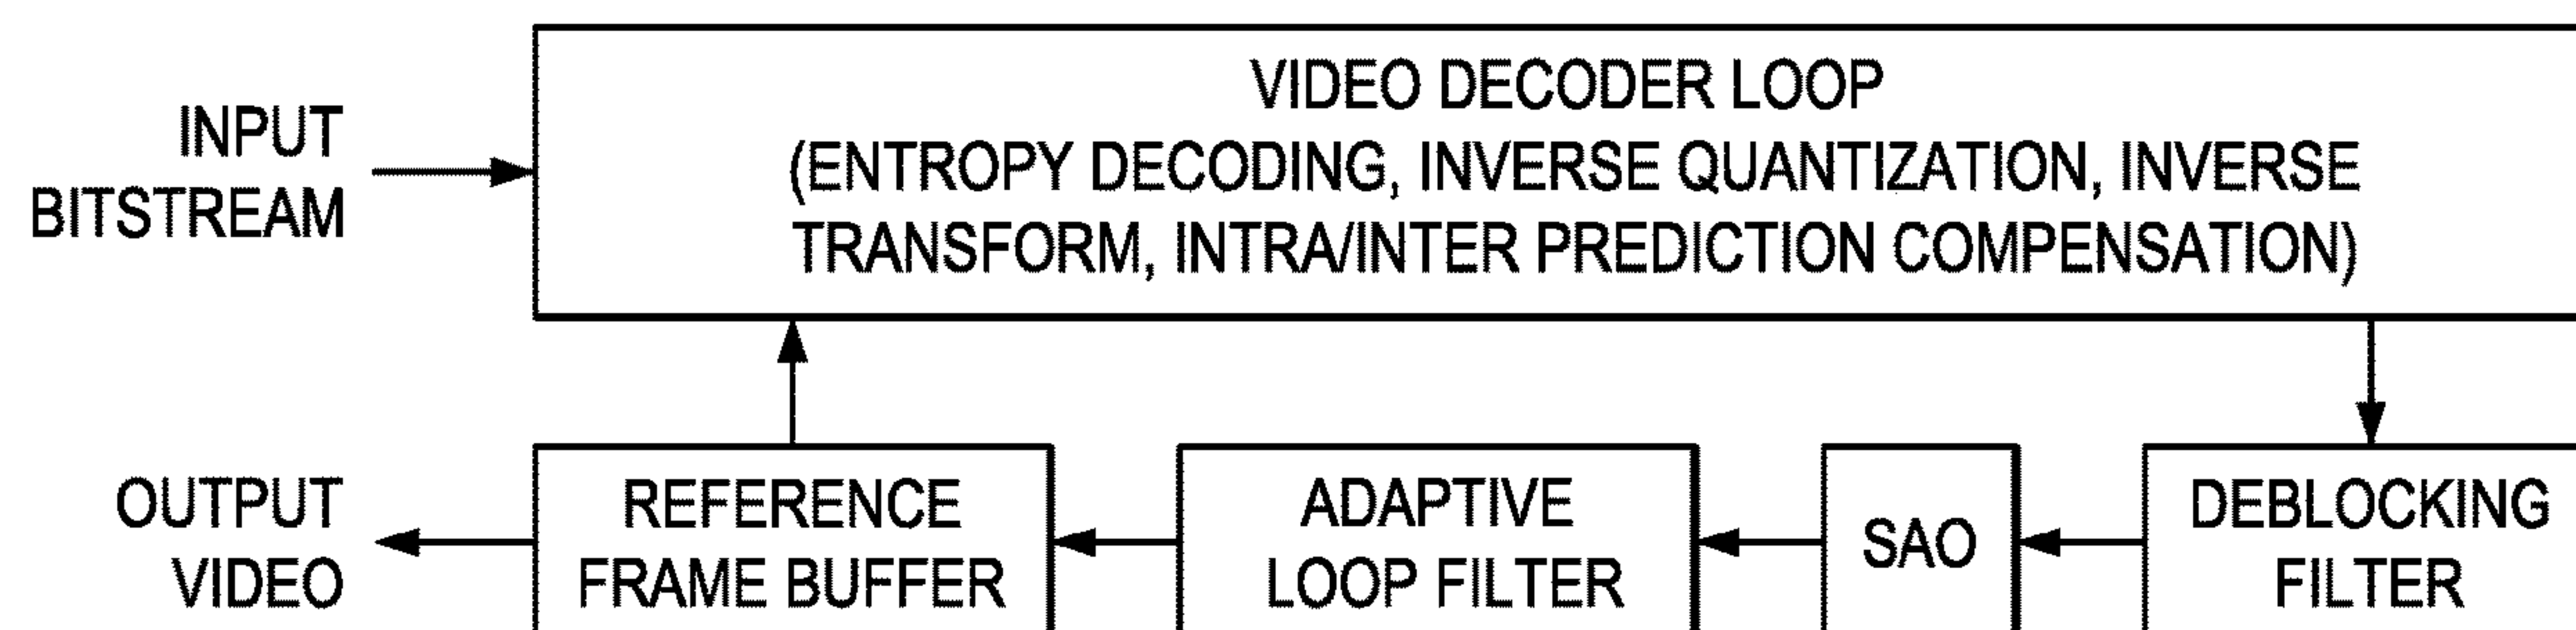 INPUT
BITSTREAM
VIDEO DECODER LOOP
(ENTROPY DECODING, INVERSE QUANTIZATION, INVERSE
TRANSFORM, INTRA/INTER PREDICTION COMPENSATION)
OUTPUT
VIDEO
REFERENCE
FRAME BUFFER
ADAPTIVE
LOOP FILTER
SAO
DEBLOCKING
FILTER